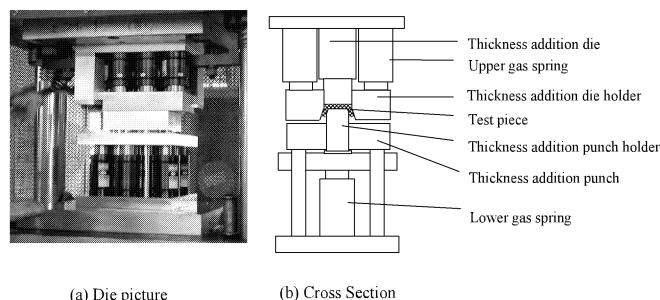 Thickness addition die
Upper gas spring
Thickness addition die holder
Test piece
Thickness addition punch holder
Thickness addition punch
Lower gas spring
(a) Die picture
(b) Cross Section